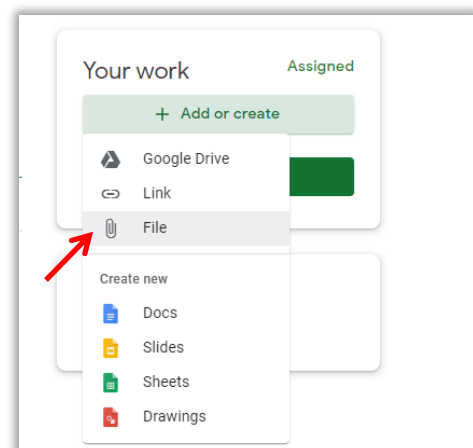 Your work
Assigned
+ Add or create
Google Drive
Link
File
Create new
Docs
Slides
Sheets
Drawings